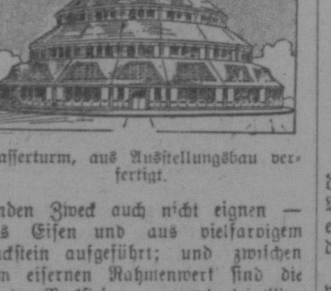 asserturm, aus Ausstellungsbau ver-
fertigt.
nden Zweck auch nicht eignen —
s Eisen und aus vielfarvigem
ckstein aufgeführt; und zwischen
n eisernen Rahmenwerk sind die